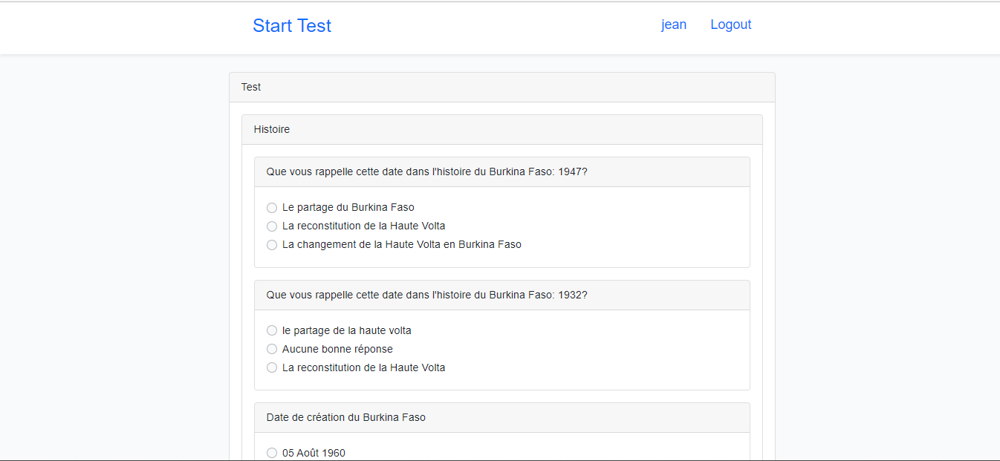 Start Test
jean
Logout
Test
Histoire
Que vous rappelle cette date dans l'histoire du Burkina Faso: 1947?
Le partage du Burkina Faso
La reconstitution de la Haute Volta
La changement de la Haute Volta en Burkina Faso
Que vous rappelle cette date dans l'histoire du Burkina Faso: 1932?
le partage de la haute volta
Aucune bonne réponse
La reconstitution de la Haute Volta
Date de création du Burkina Faso
05 Août 1960